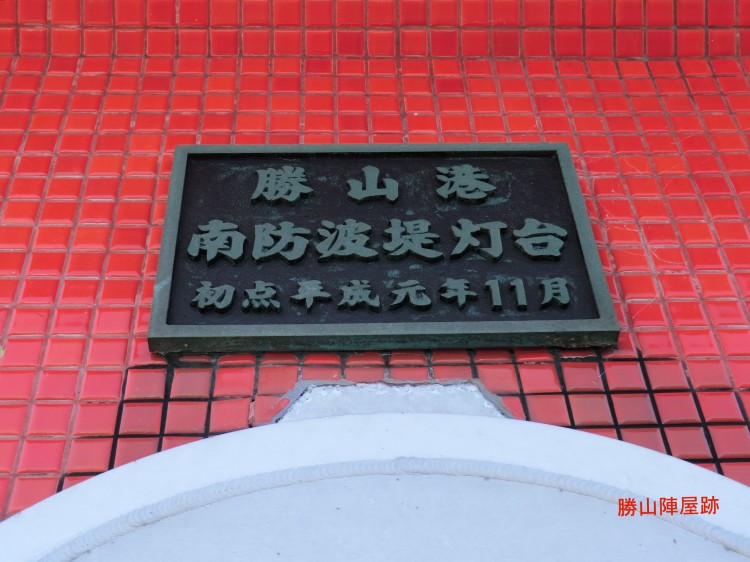 勝山港
南防波堤灯台
初点平成元年11月
勝山陣屋跡